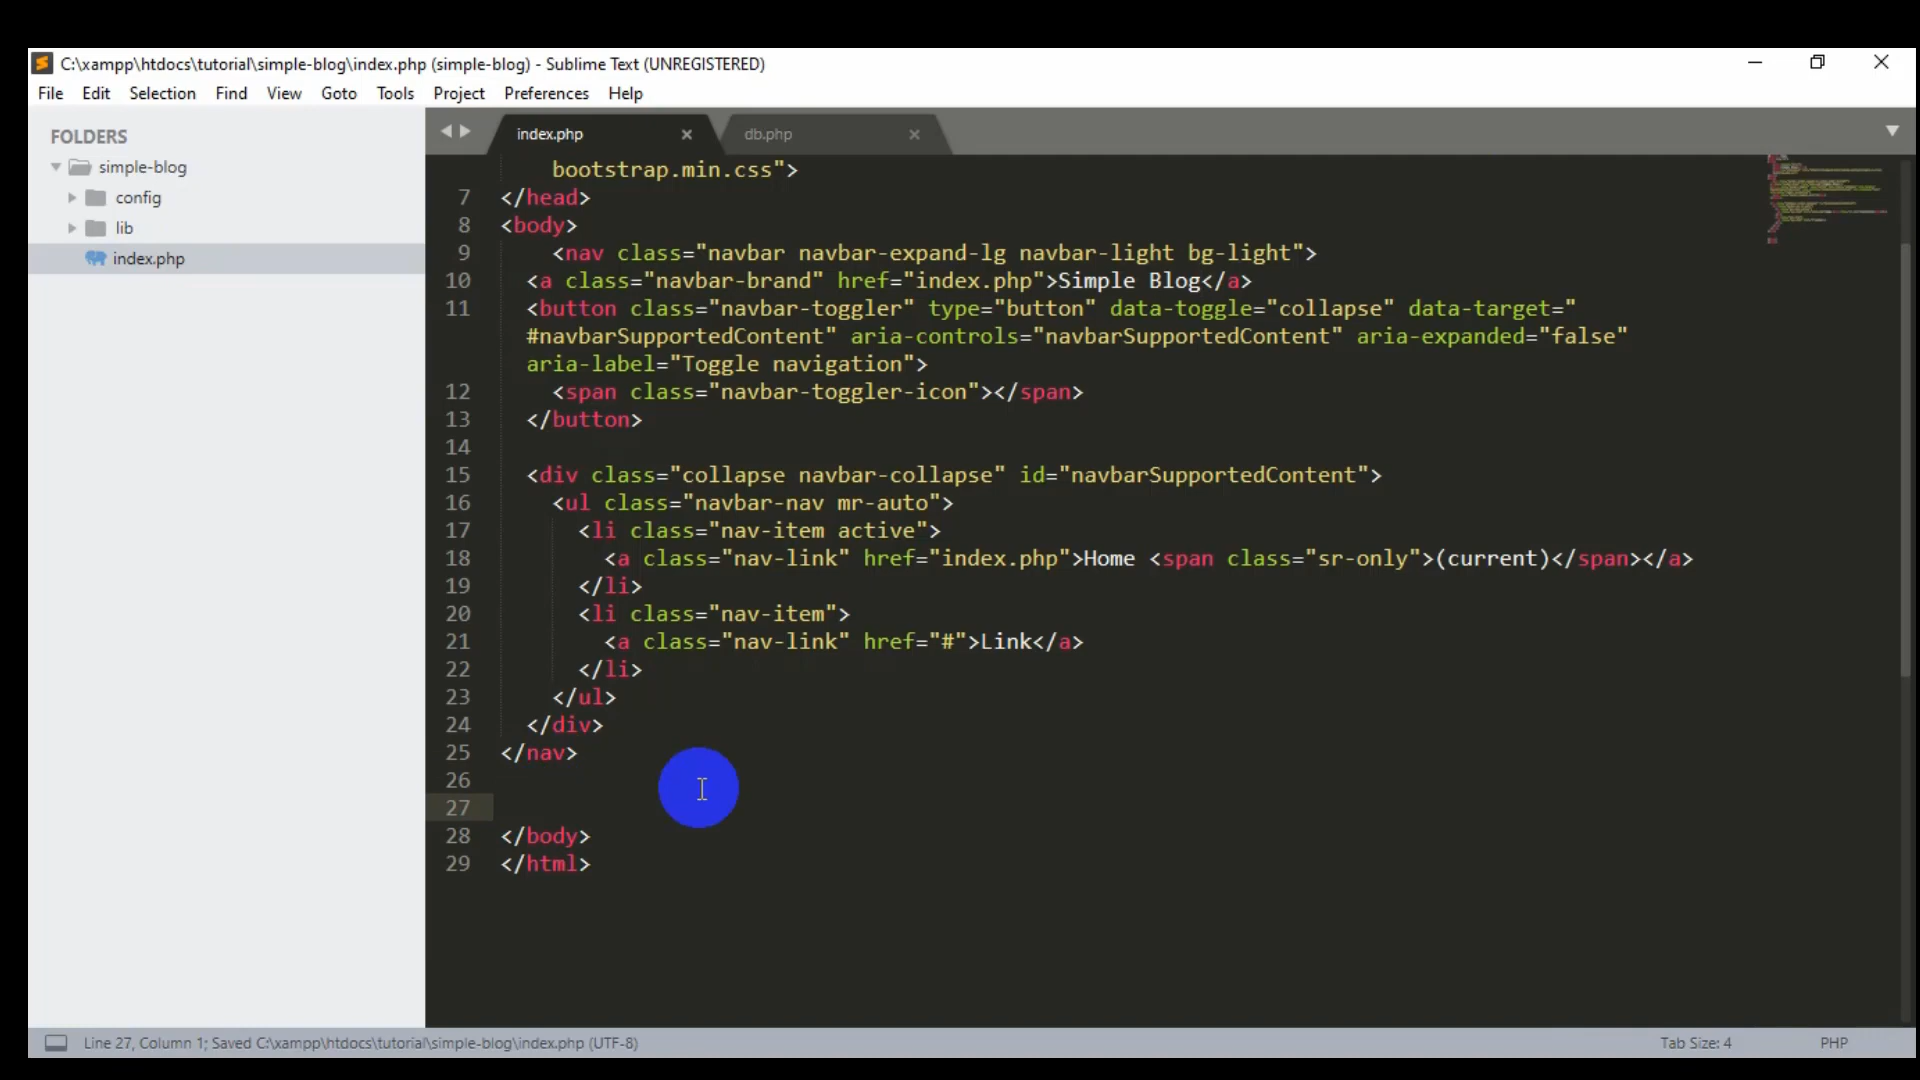 C:\xampp\htdocs\tutorial\simple-blog\index.php (simple-blog) - Sublime Text (UNREGISTERED)
File Edit Selection Find View Goto Tools Project Preferences Help
FOLDERS
simple-blog
config
lib
index.php
index.php db.php
bootstrap.min.css">
7 </head>
8 <body>
9 <nav class="navbar navbar-expand-lg navbar-light bg-light">
10 <a class="navbar-brand" href="index.php">Simple Blog</a>
11 <button class="navbar-toggler" type="button" data-toggle="collapse" data-target="
#navbarSupportedContent" aria-controls="navbarSupportedContent" aria-expanded="false"
aria-label="Toggle navigation">
12 <span class="navbar-toggler-icon"></span>
13 </button>
14
15 <div class="collapse navbar-collapse" id="navbarSupportedContent">
16 <ul class="navbar-nav mr-auto">
17 <li class="nav-item active">
18 <a class="nav-link" href="index.php">Home <span class="sr-only">(current)</span></a>
19 </li>
20 <li class="nav-item">
21 <a class="nav-link" href="#">Link</a>
22 </li>
23 </ul>
24 </div>
25 </nav>
26
27
28 </body>
29 </html>
Line 27, Column 1; Saved C:\xampp\htdocs\tutorial\simple-blog\index.php (UTF-8) Tab Size: 4 PHP